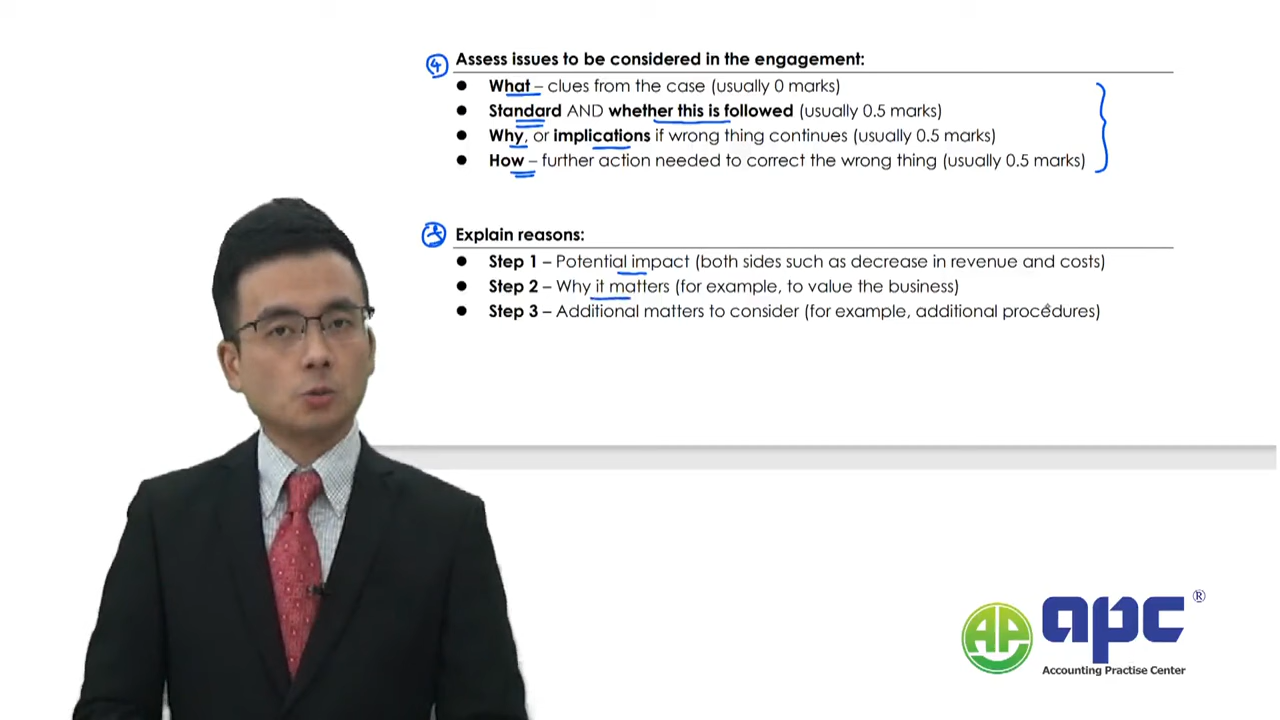 ④ Assess issues to be considered in the engagement:
● What – clues from the case (usually 0 marks)
● Standard AND whether this is followed (usually 0.5 marks)
● Why, or implications if wrong thing continues (usually 0.5 marks)
● How – further action needed to correct the wrong thing (usually 0.5 marks)
Explain reasons:
● Step 1 – Potential impact (both sides such as decrease in revenue and costs)
● Step 2 – Why it matters (for example, to value the business)
● Step 3 – Additional matters to consider (for example, additional procedures)
AP apc ®
Accounting Practise Center